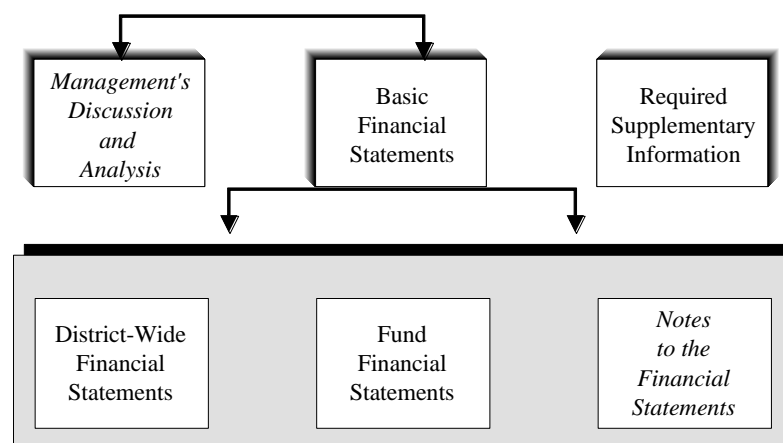 Management's
Discussion
and
Analysis
Basic
Financial
Statements
Required
Supplementary
Information
District-Wide
Financial
Statements
Fund
Financial
Statements
Notes
to the
Financial
Statements